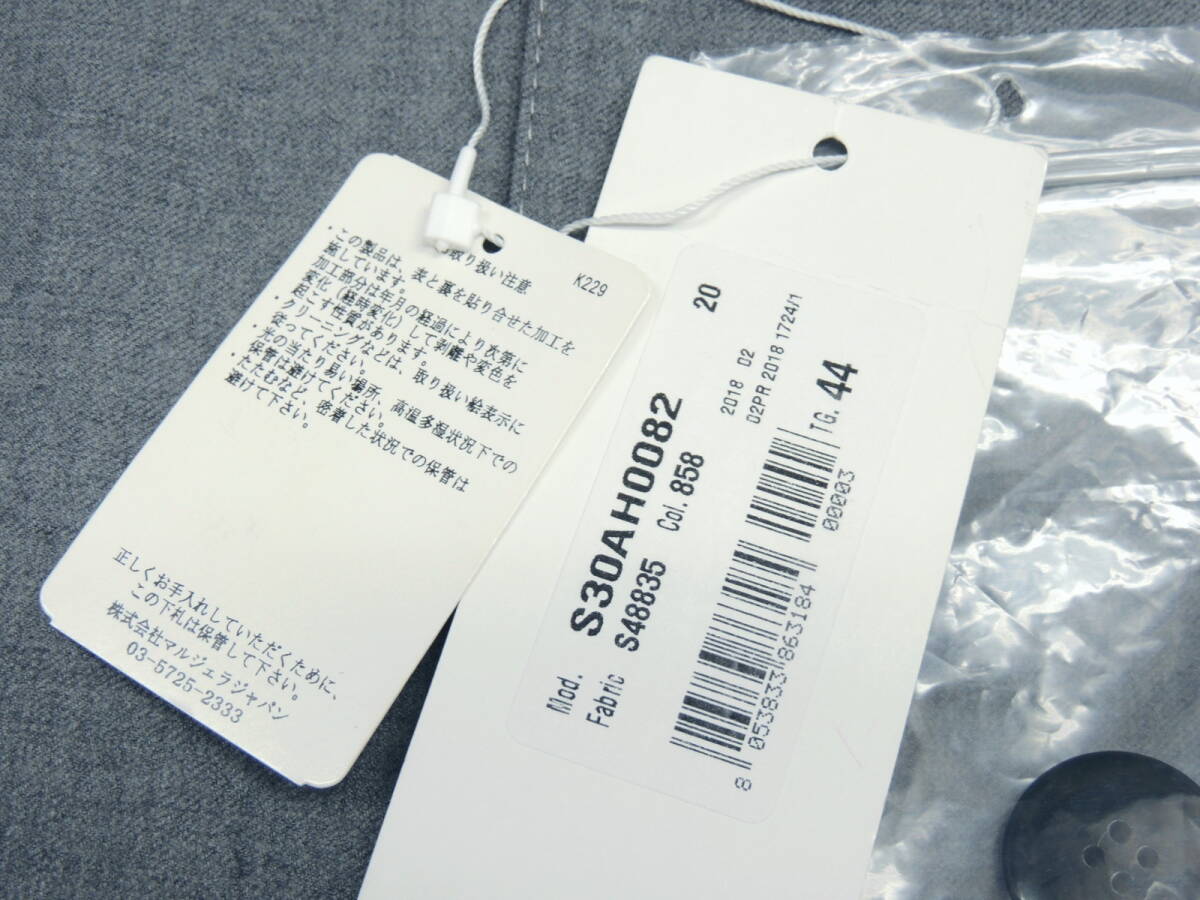 取り扱い注意
K229
・この製品は、表と裏を貼り合せた加工を
施しています。
加工部分は年月の経過により次第に
変化(経時変化)して剥離や変色を
起こす性質があります。
・クリーニングなどは、取り扱い絵表示に
従ってください。
・光の当たり易い場所、高温多湿状況下での
保管は避けてください。
・たたむなど、密着した状況での保管は
避けて下さい。
正しくお手入れしていただくために、
この下札は保管して下さい。
株式会社マルジェラジャパン
03-5725-2333
20
2018 02
02PR 2018 1724/1
Mod. S30AH0082
Fabric S48835 Col. 858
TG. 44
00003
8 053833 863184